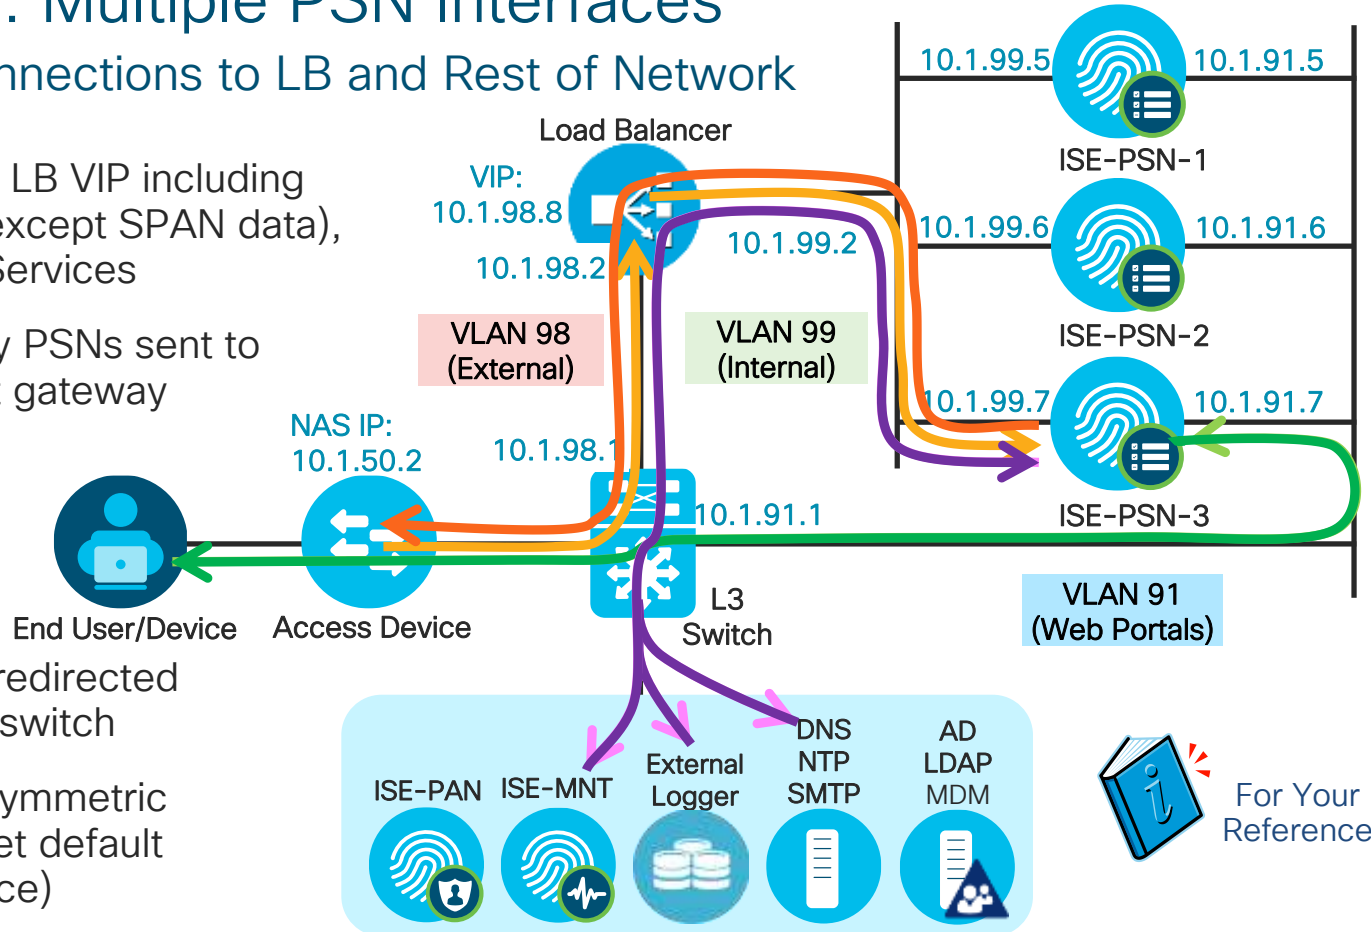 : Multiple PSN Interfaces
nnections to LB and Rest of Network
LB VIP including
except SPAN data),
Services
y PSNs sent to
gateway
redirected
switch
ymmetric
et default
ce)
Load Balancer
VIP:
10.1.98.8
10.1.98.2
10.1.99.2
VLAN 98
(External)
VLAN 99
(Internal)
10.1.99.5
10.1.91.5
ISE-PSN-1
10.1.99.6
10.1.91.6
ISE-PSN-2
10.1.99.7
10.1.91.7
ISE-PSN-3
NAS IP:
10.1.50.2
10.1.98.1
10.1.91.1
End User/Device
Access Device
L3
Switch
VLAN 91
(Web Portals)
ISE-PAN
ISE-MNT
External
Logger
DNS
NTP
SMTP
AD
LDAP
MDM
i
For Your
Reference